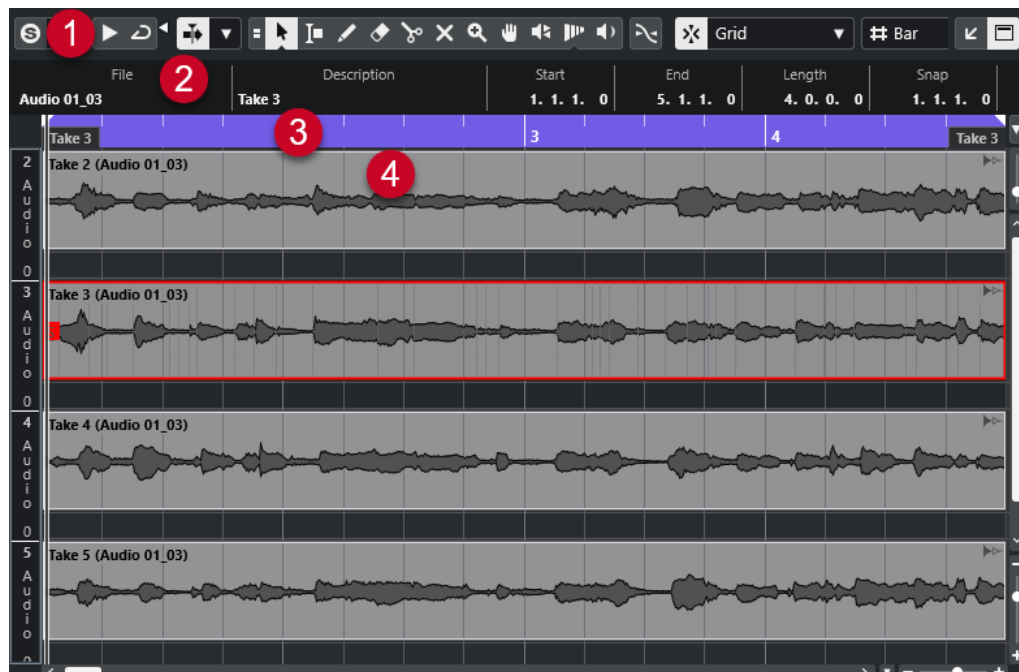 S 1 Grid Bar
File 2 Description Start End Length Snap
Audio 01_03 Take 3 1. 1. 1. 0 5. 1. 1. 0 4. 0. 0. 0 1. 1. 1. 0
Take 3 3 3 4 Take 3
2 Take 2 (Audio 01_03) 4
Audio
0
3 Take 3 (Audio 01_03)
Audio
0
4 Take 4 (Audio 01_03)
Audio
0
5 Take 5 (Audio 01_03)
Audio
0